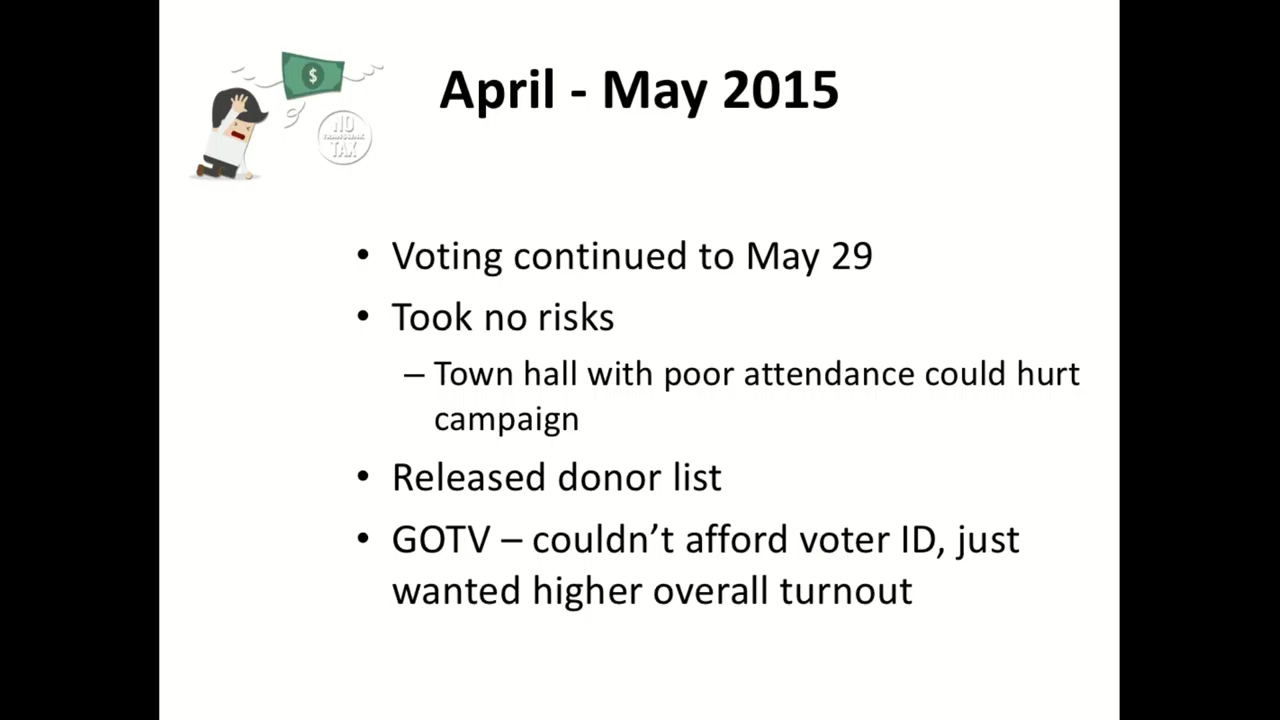 April - May 2015
$
NO
TRANSLINK
TAX
• Voting continued to May 29
• Took no risks
– Town hall with poor attendance could hurt
campaign
• Released donor list
• GOTV – couldn’t afford voter ID, just
wanted higher overall turnout